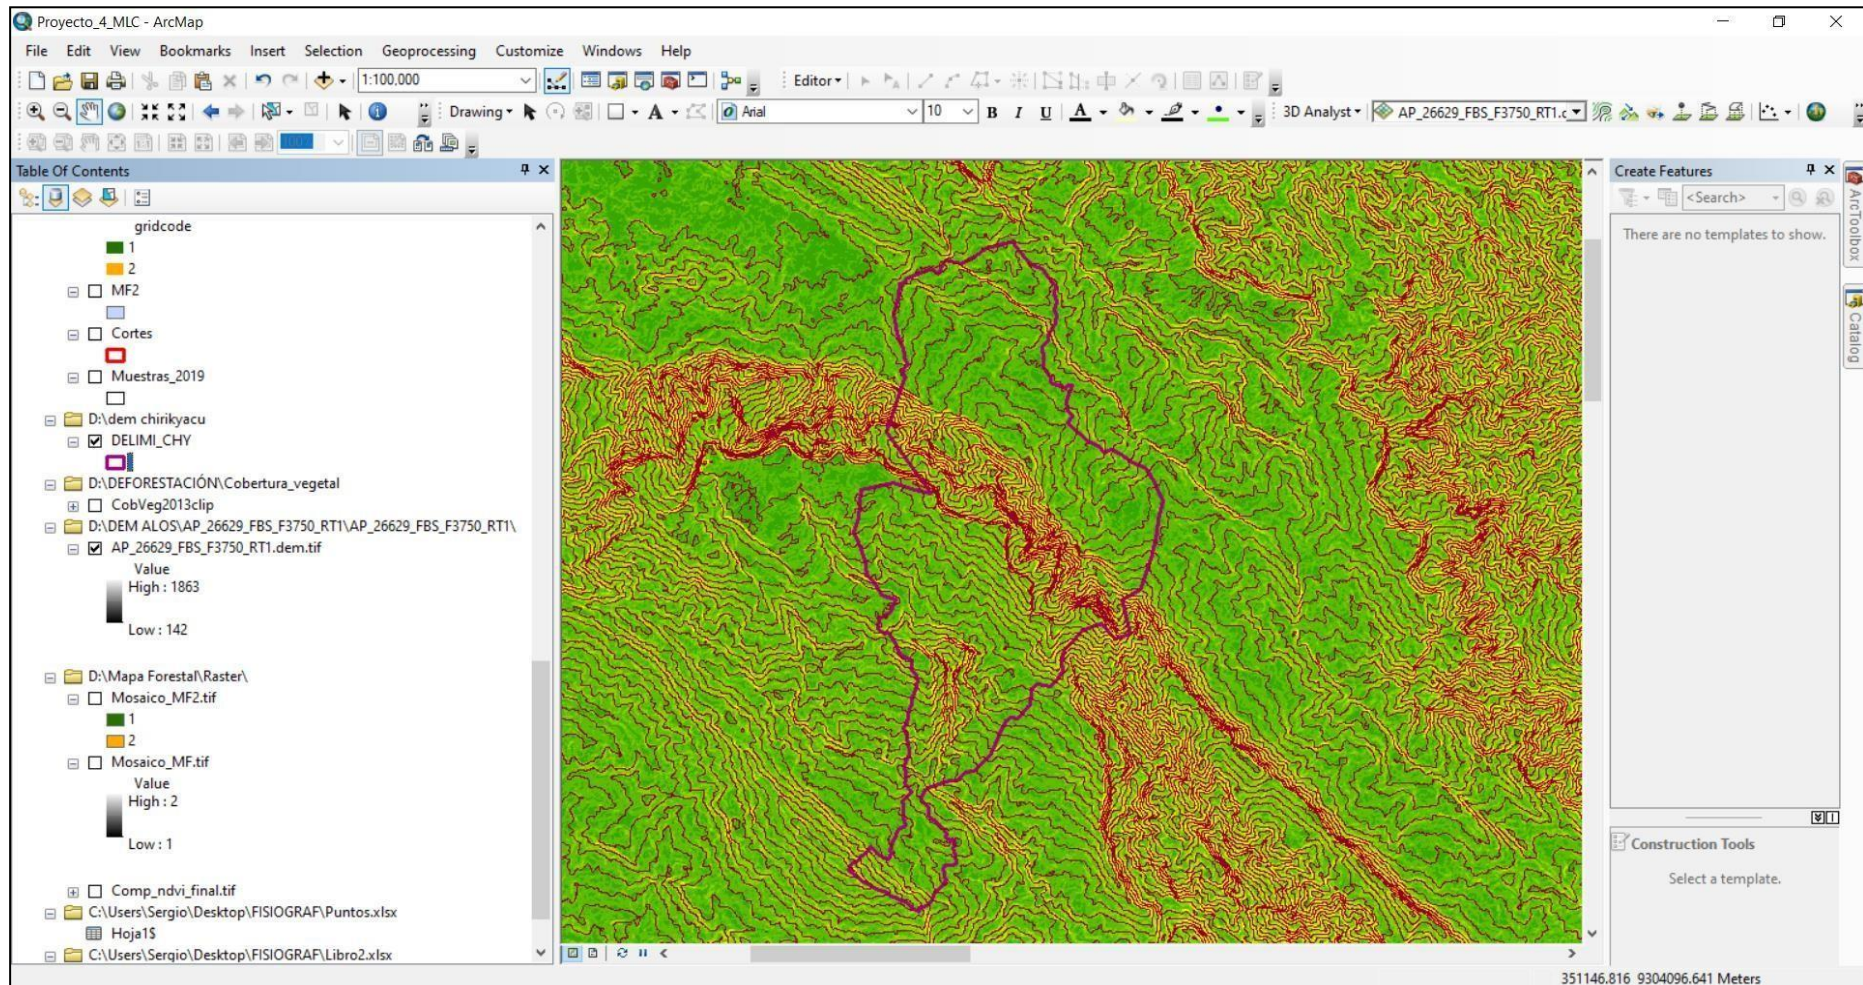 Proyecto_4_MLC - ArcMap
File Edit View Bookmarks Insert Selection Geoprocessing Customize Windows Help
1:100,000 Editor
Drawing Arial 10 B I U A 3D Analyst AP_26629_FBS_F3750_RT1.c
100%
Table Of Contents
gridcode
1
2
MF2
Cortes
Muestras_2019
D:\dem chirikyacu
DELIMI_CHY
D:\DEFORESTACIÓN\Cobertura_vegetal
CobVeg2013clip
D:\DEM ALOS\AP_26629_FBS_F3750_RT1\AP_26629_FBS_F3750_RT1\
AP_26629_FBS_F3750_RT1.dem.tif
Value
High : 1863
Low : 142
D:\Mapa Forestal\Raster\
Mosaico_MF2.tif
1
2
Mosaico_MF.tif
Value
High : 2
Low : 1
Comp_ndvi_final.tif
C:\Users\Sergio\Desktop\FISIOGRAF\Puntos.xlsx
Hoja1$
C:\Users\Sergio\Desktop\FISIOGRAF\Libro2.xlsx
Create Features
<Search>
There are no templates to show.
Construction Tools
Select a template.
ArcToolbox
Catalog
351146.816 9304096.641 Meters